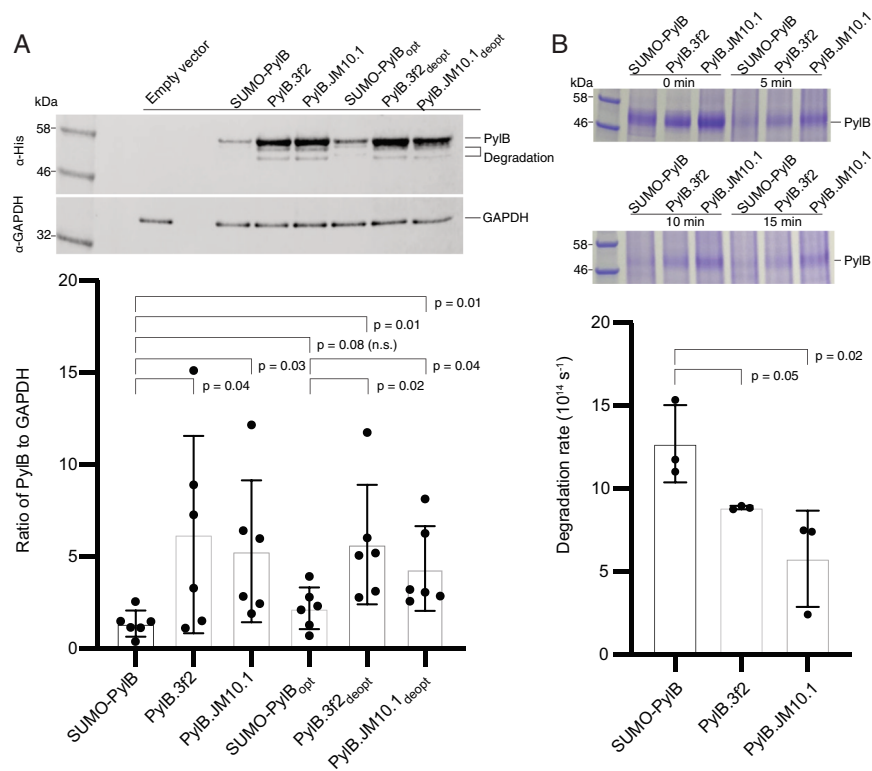 A
Empty vector
SUMO-PylB
PylB.3f2
PylB.JM10.1
SUMO-PylBopt
PylB.3f2deopt
PylB.JM10.1deopt
kDa
58
46
α-His
PylB
Degradation
32
α-GAPDH
GAPDH
20
15
10
5
0
Ratio of PylB to GAPDH
p = 0.01
p = 0.01
p = 0.08 (n.s.)
p = 0.03
p = 0.04
p = 0.04
p = 0.02
SUMO-PylB
PylB.3f2
PylB.JM10.1
SUMO-PylBopt
PylB.3f2deopt
PylB.JM10.1deopt
B
SUMO-PylB
PylB.3f2
PylB.JM10.1
SUMO-PylB
PylB.3f2
PylB.JM10.1
kDa
0 min
5 min
58
46
PylB
SUMO-PylB
PylB.3f2
PylB.JM10.1
SUMO-PylB
PylB.3f2
PylB.JM10.1
10 min
15 min
58
46
PylB
20
15
10
5
0
Degradation rate (10¹⁴ s⁻¹)
p = 0.02
p = 0.05
SUMO-PylB
PylB.3f2
PylB.JM10.1